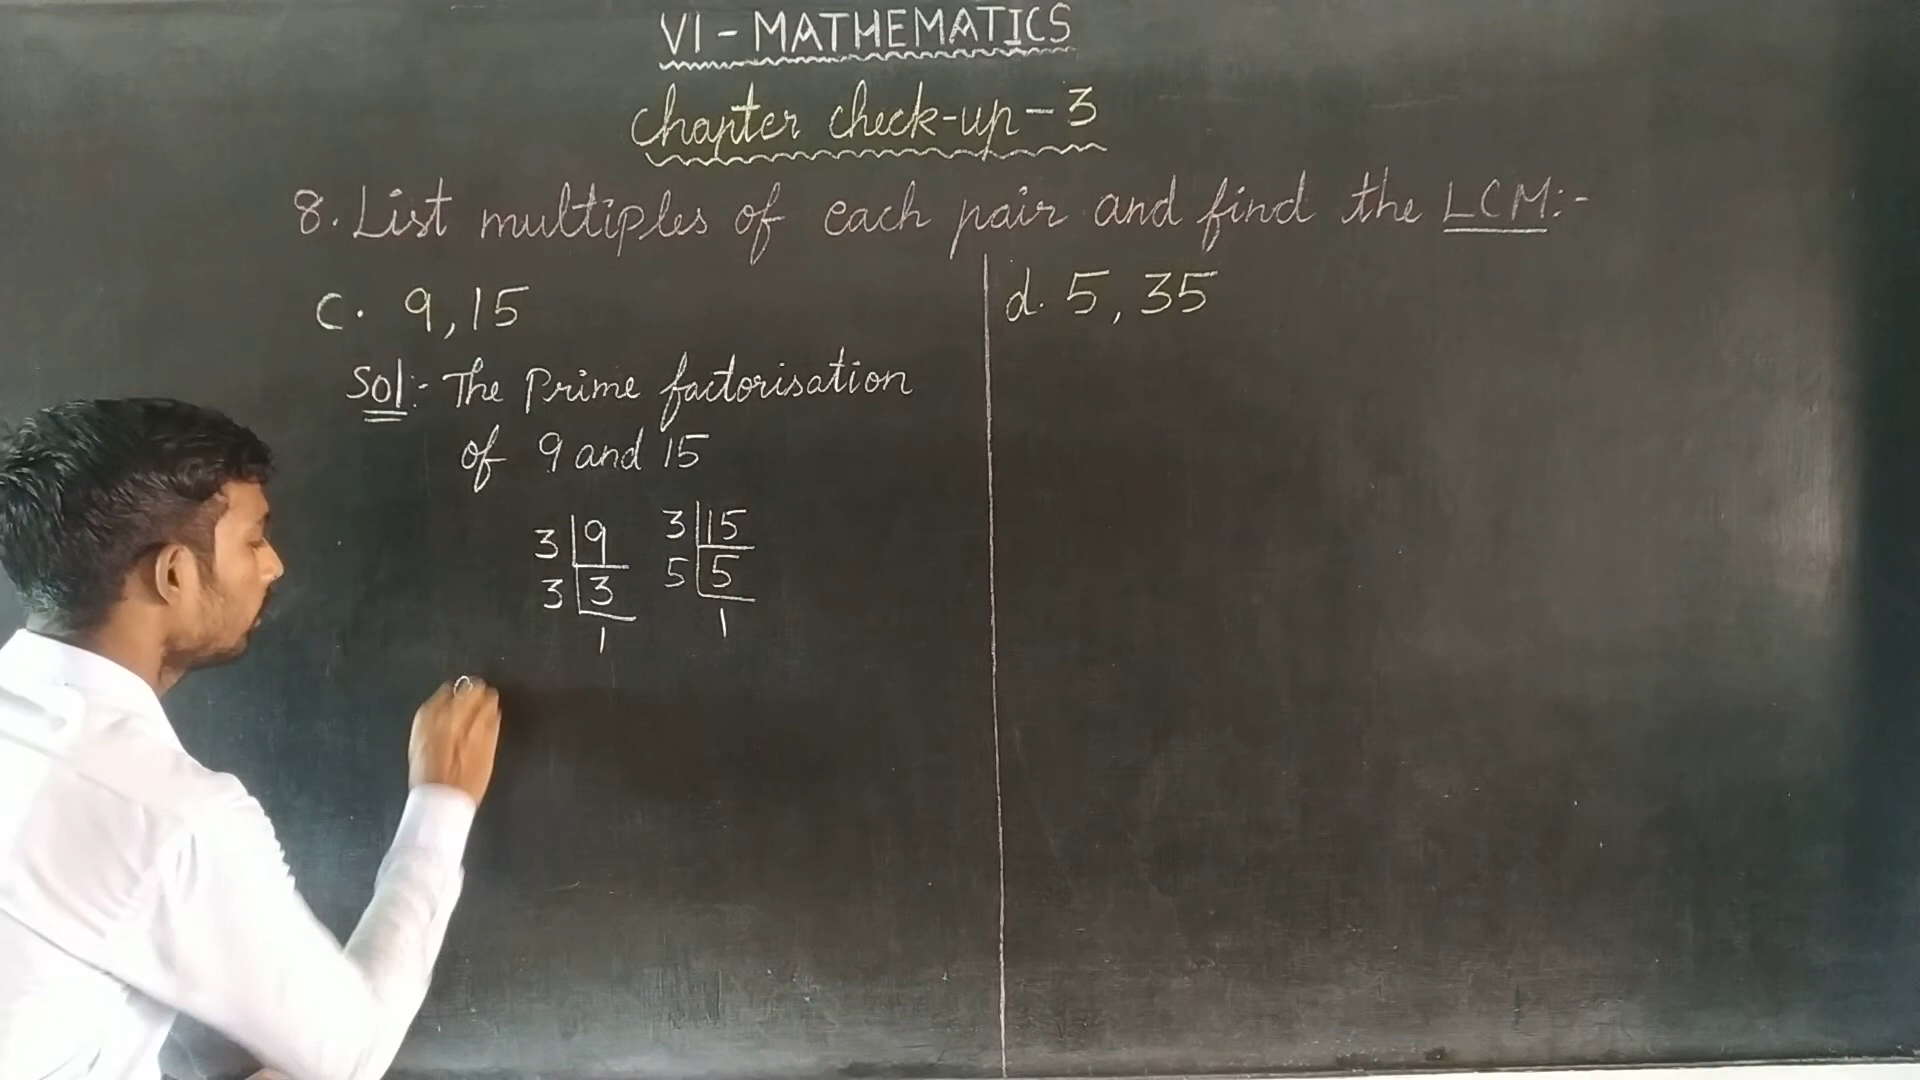 VI - MATHEMATICS
Chapter check-up - 3
8. List multiples of each pair and find the LCM:-
c. 9, 15
Sol:- The Prime factorisation
of 9 and 15
3 | 9
3 | 3
1
3 | 15
5 | 5
1
9
d. 5, 35